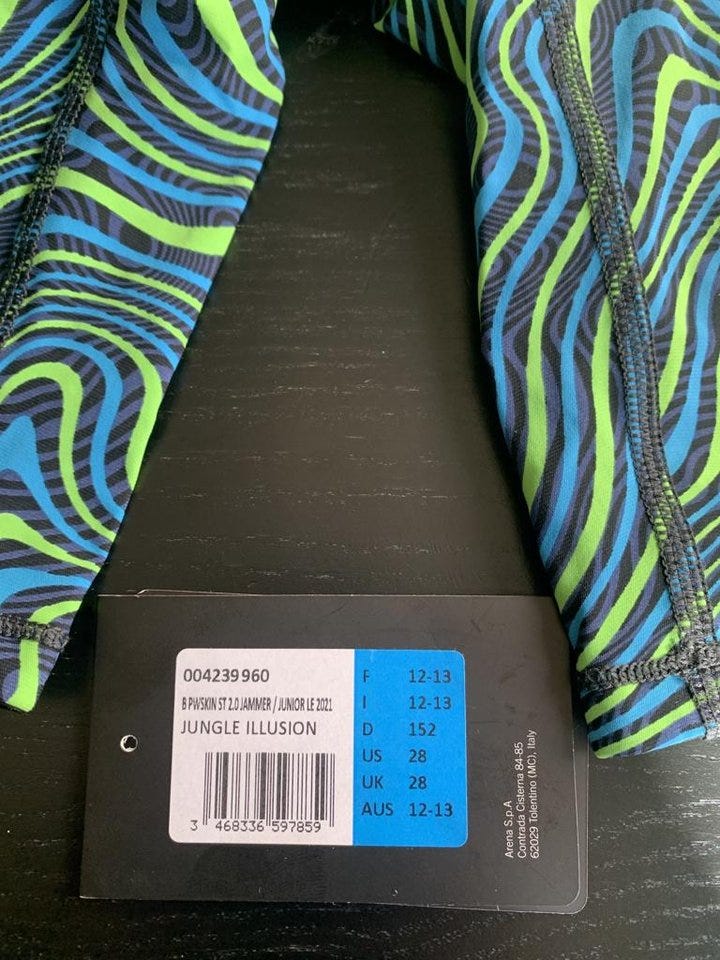 004239960
B PWSKIN ST 2.0 JAMMER / JUNIOR LE 2021
JUNGLE ILLUSION
3 468336 597859
F 12-13
I 12-13
D 152
US 28
UK 28
AUS 12-13
Arena S.p.A
Contrada Cisterna 84-85
62029 Tolentino (MC), Italy